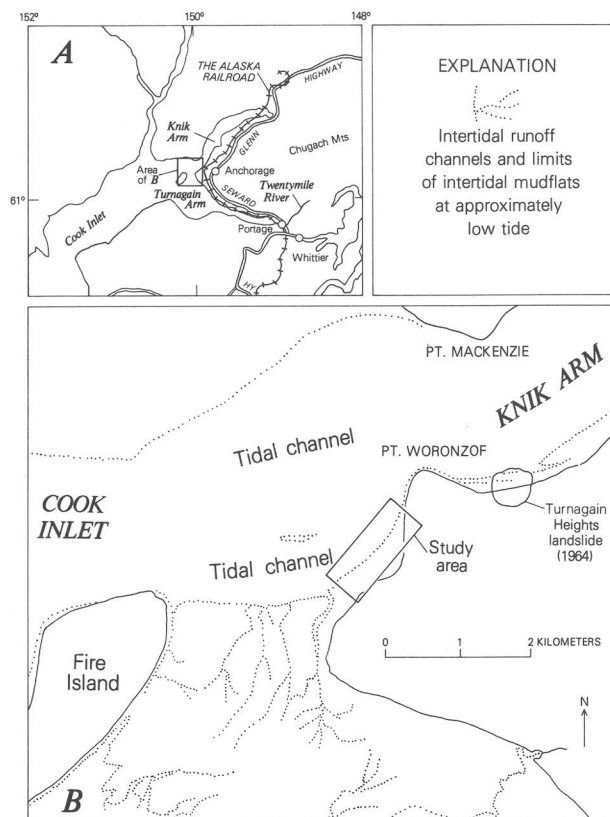 152°
150°
148°
A
THE ALASKA
RAILROAD
HIGHWAY
Knik
Arm
GLENN
Chugach Mts
Area
of B
Anchorage
Twentymile
River
Turnagain
Arm
SEWARD
61°
Cook Inlet
Portage
Whittier
HY
EXPLANATION
Intertidal runoff
channels and limits
of intertidal mudflats
at approximately
low tide
PT. MACKENZIE
KNIK ARM
Tidal channel
PT. WORONZOF
COOK
INLET
Turnagain
Heights
landslide
(1964)
Tidal channel
Study
area
0 1 2 KILOMETERS
Fire
Island
N
B